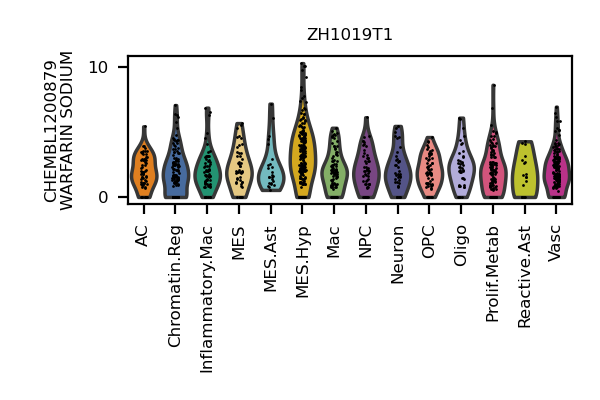 ZH1019T1
CHEMBL1200879
WARFARIN SODIUM
10
0
AC
Chromatin.Reg
Inflammatory.Mac
MES
MES.Ast
MES.Hyp
Mac
NPC
Neuron
OPC
Oligo
Prolif.Metab
Reactive.Ast
Vasc